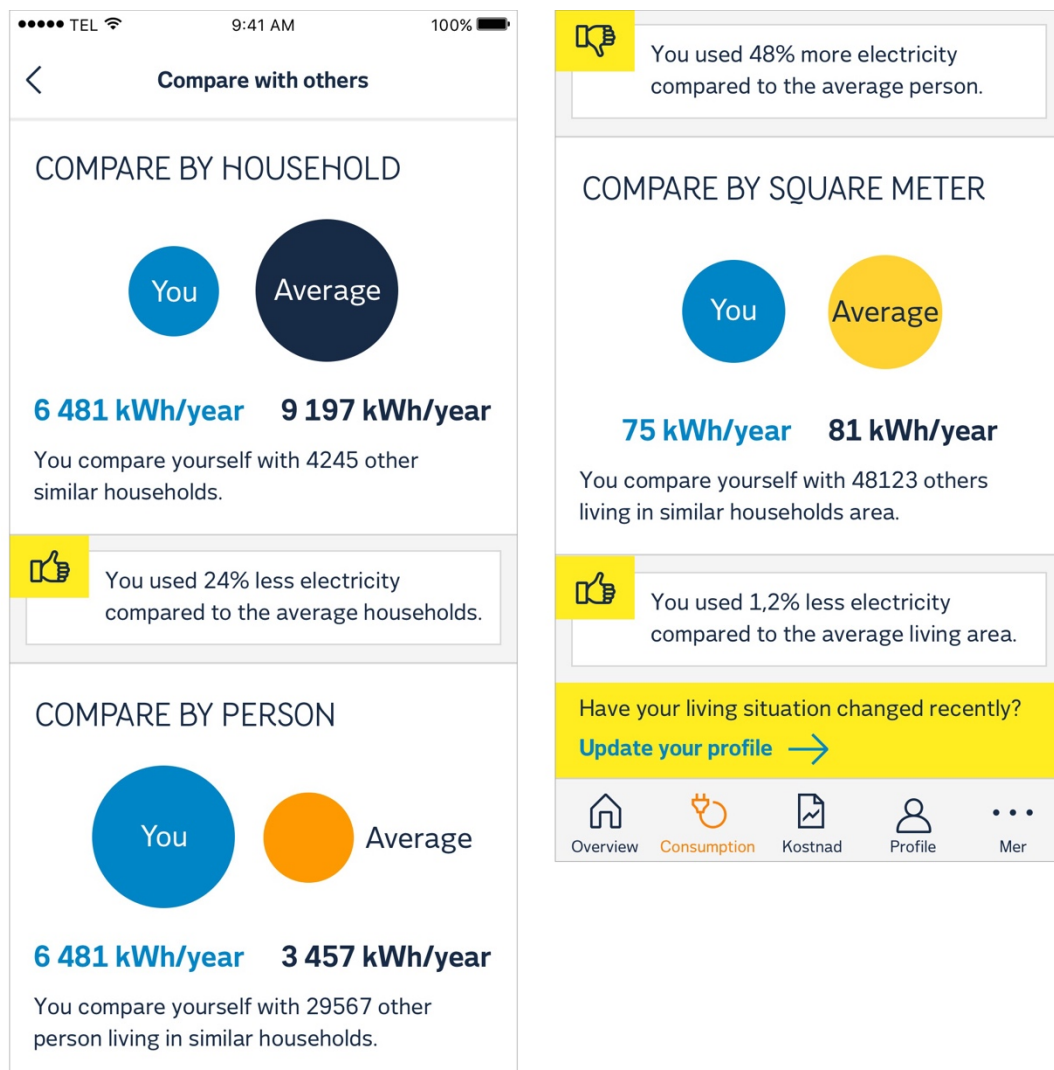 TEL 9:41 AM 100%
Compare with others
COMPARE BY HOUSEHOLD
You Average
6 481 kWh/year 9 197 kWh/year
You compare yourself with 4245 other
similar households.
You used 24% less electricity
compared to the average households.
COMPARE BY PERSON
You Average
6 481 kWh/year 3 457 kWh/year
You compare yourself with 29567 other
person living in similar households.
You used 48% more electricity
compared to the average person.
COMPARE BY SQUARE METER
You Average
75 kWh/year 81 kWh/year
You compare yourself with 48123 others
living in similar households area.
You used 1,2% less electricity
compared to the average living area.
Have your living situation changed recently?
Update your profile
Overview Consumption Kostnad Profile Mer